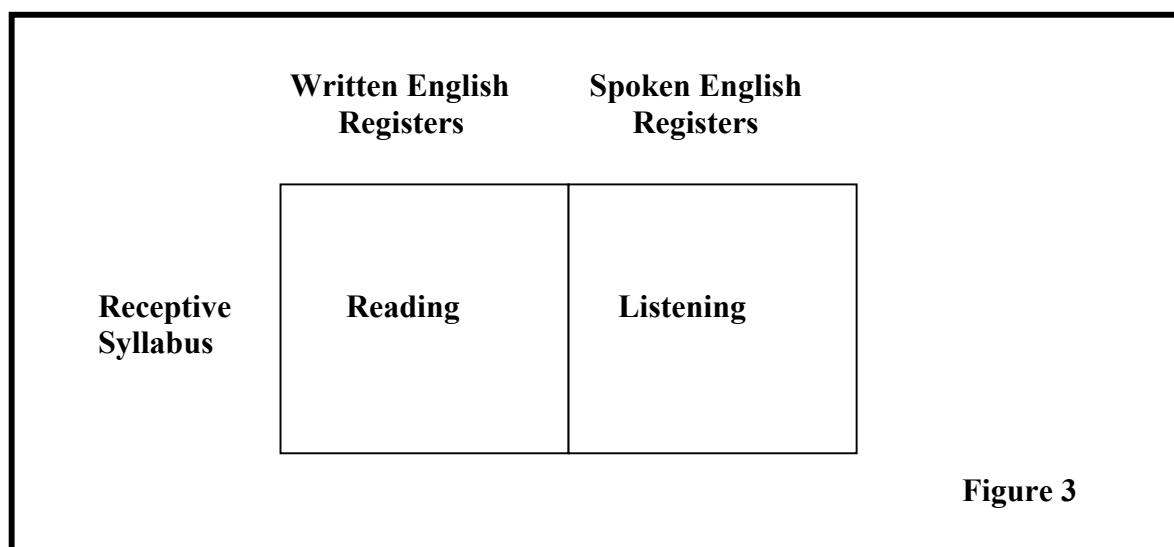 Written English
Registers
Spoken English
Registers
Receptive
Syllabus
Reading
Listening
Figure 3